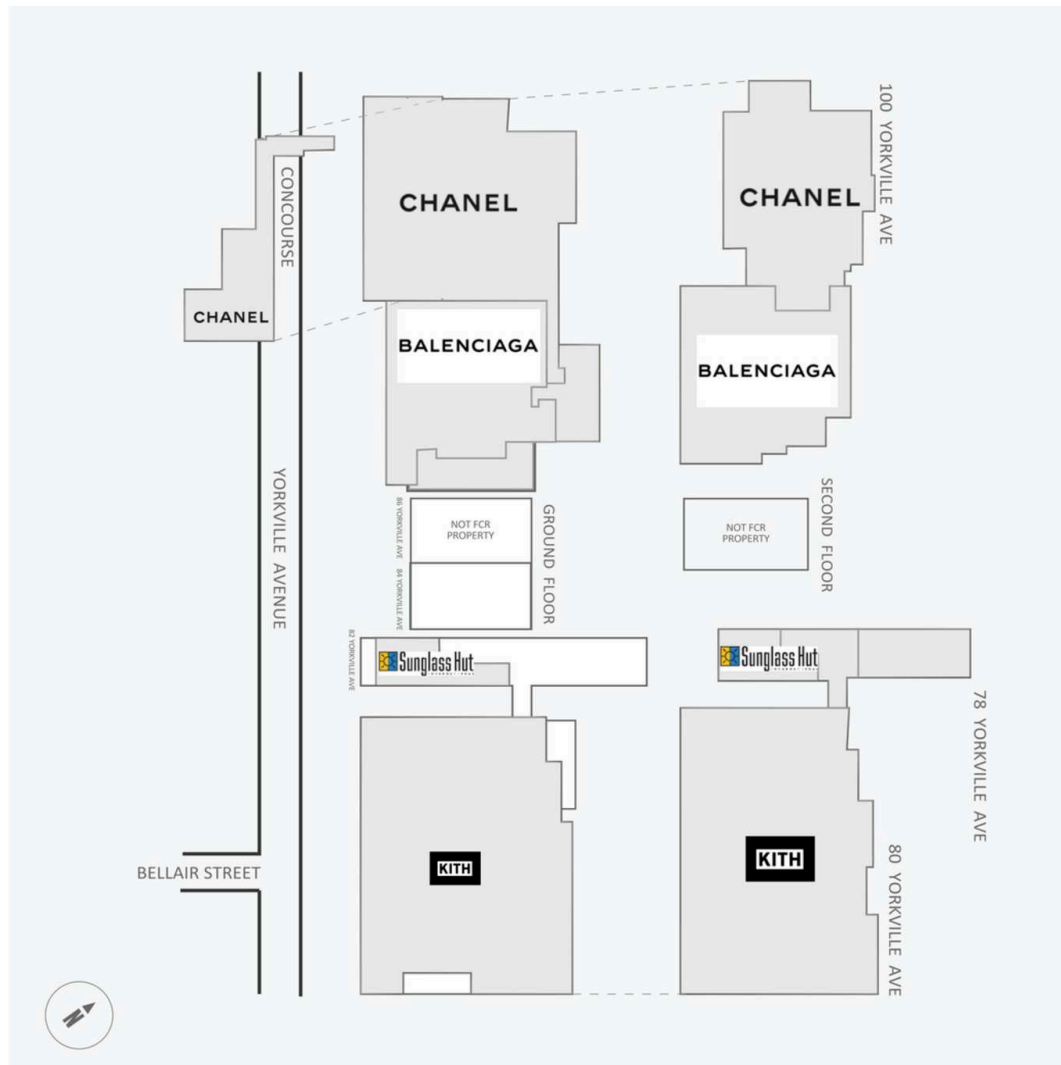 100 YORKVILLE AVE
CONCOURSE
CHANEL
CHANEL
CHANEL
BALENCIAGA
BALENCIAGA
YORKVILLE AVENUE
86 YORKVILLE AVE
NOT FCR
PROPERTY
GROUND FLOOR
NOT FCR
PROPERTY
SECOND FLOOR
84 YORKVILLE AVE
82 YORKVILLE AVE
Sunglass Hut
Sunglass Hut
78 YORKVILLE AVE
KITH
KITH
80 YORKVILLE AVE
BELLAIR STREET
N